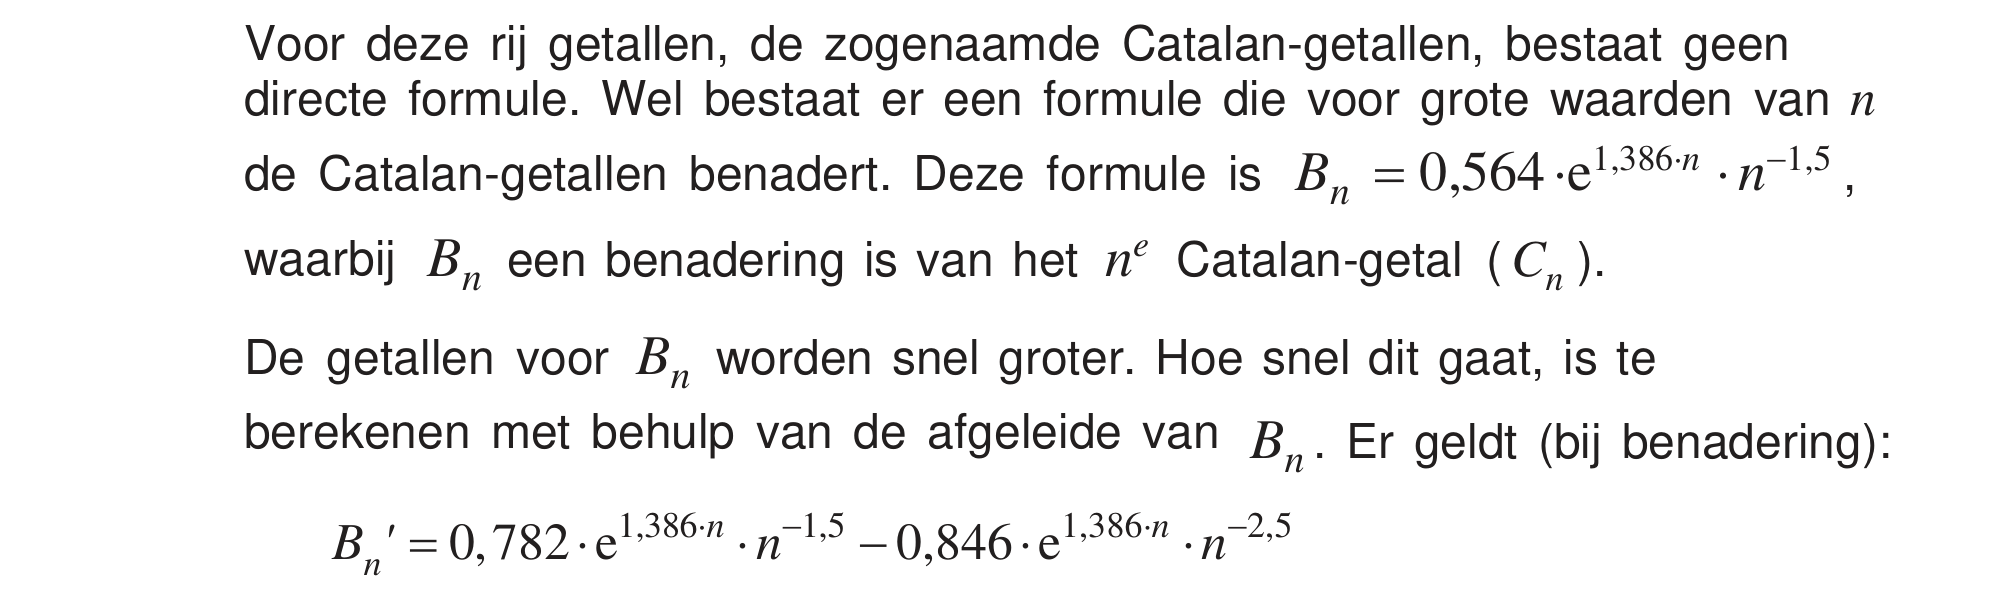 Voor deze rij getallen, de zogenaamde Catalan-getallen, bestaat geen
directe formule. Wel bestaat er een formule die voor grote waarden van n
de Catalan-getallen benadert. Deze formule is B_n = 0,564 · e^{1,386·n} · n^{−1,5} ,
waarbij B_n een benadering is van het n^e Catalan-getal ( C_n ).
De getallen voor B_n worden snel groter. Hoe snel dit gaat, is te
berekenen met behulp van de afgeleide van B_n . Er geldt (bij benadering):
B_n ' = 0,782 · e^{1,386·n} · n^{−1,5} − 0,846 · e^{1,386·n} · n^{−2,5}